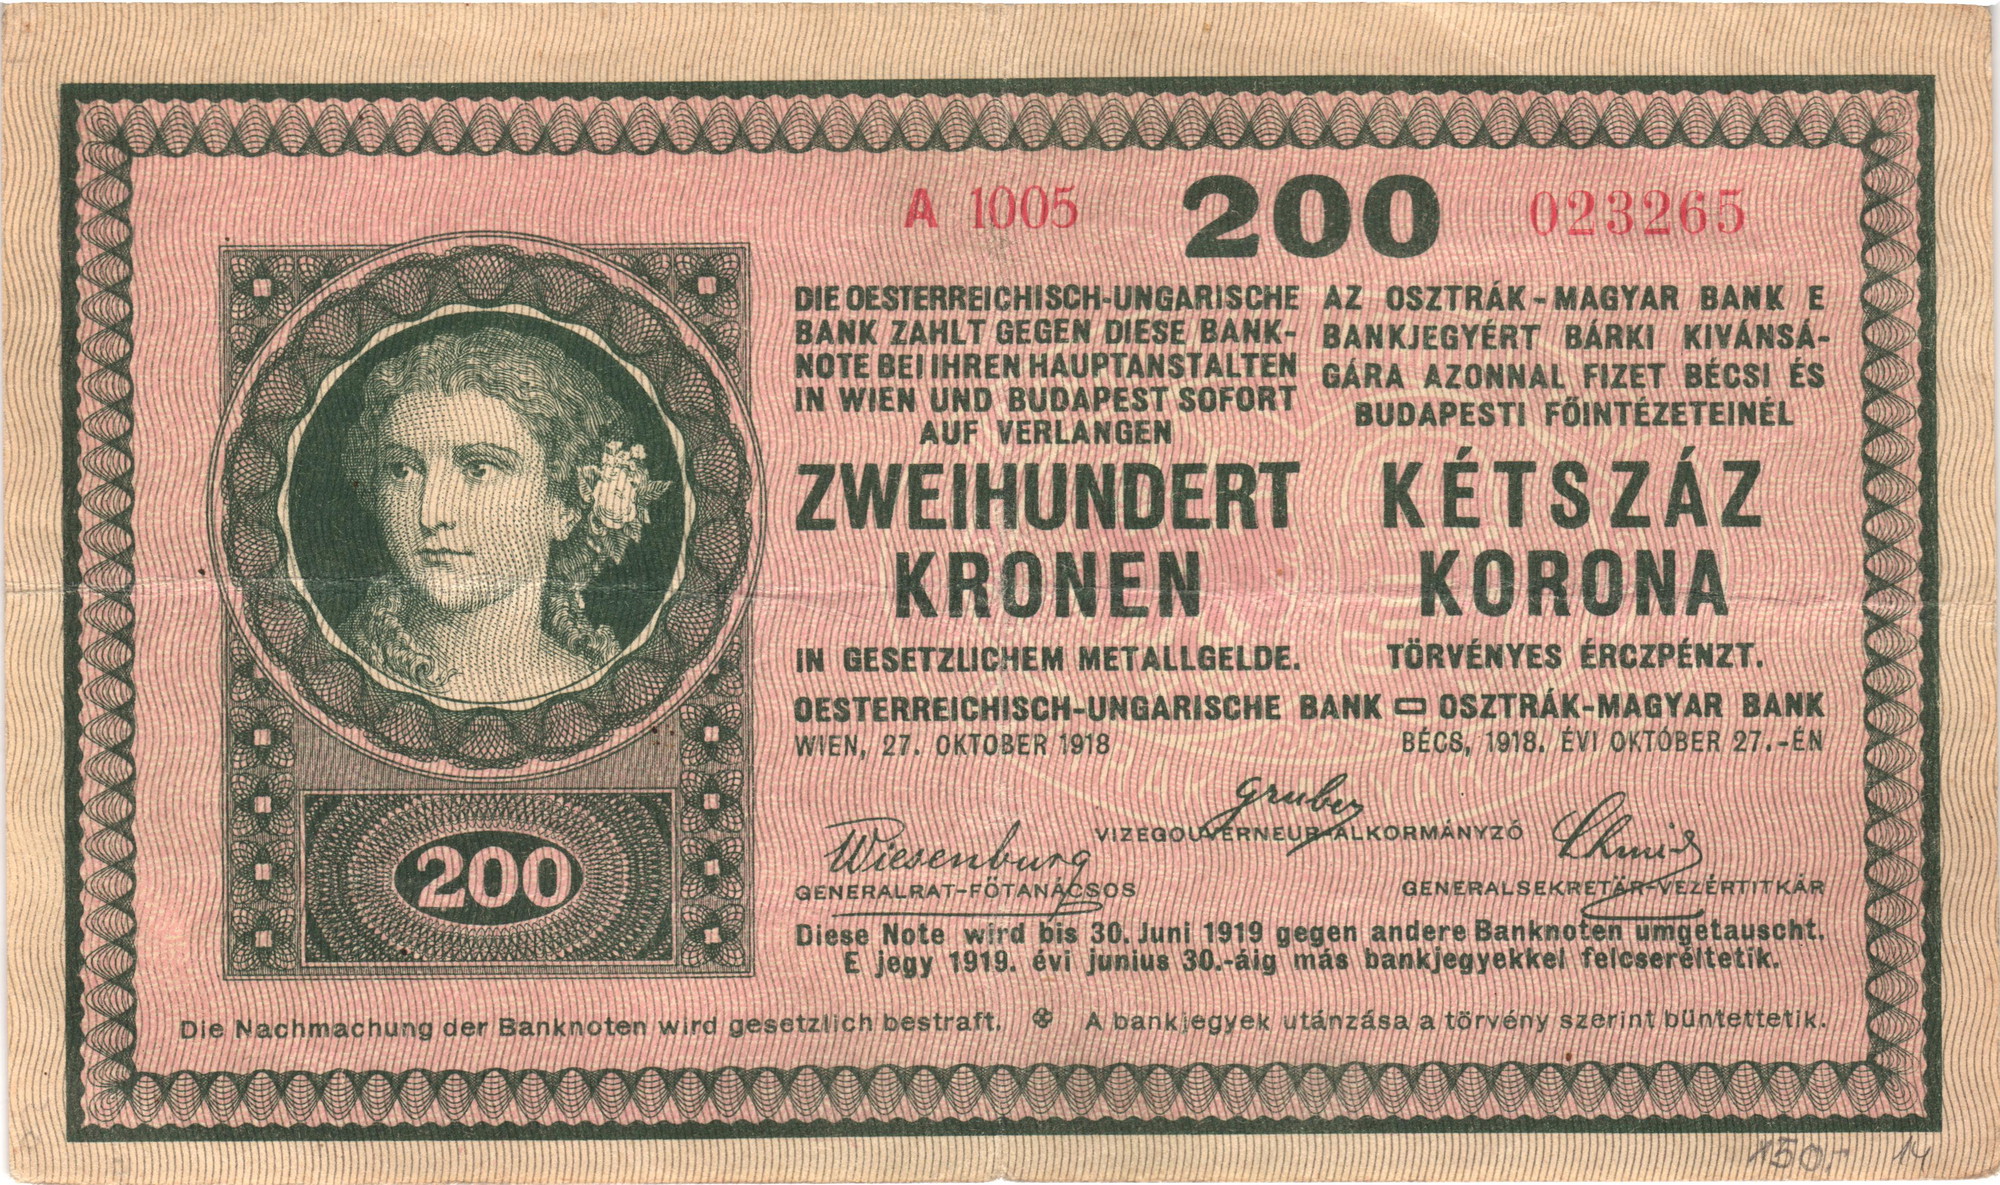 A 1005 200 023265
DIE OESTERREICHISCH-UNGARISCHE
BANK ZAHLT GEGEN DIESE BANK-
NOTE BEI IHREN HAUPTANSTALTEN
IN WIEN UND BUDAPEST SOFORT
AUF VERLANGEN
ZWEIHUNDERT
KRONEN
IN GESETZLICHEM METALLGELDE.
AZ OSZTRÁK-MAGYAR BANK E
BANKJEGYÉRT BÁRKI KIVÁNSÁ-
GÁRA AZONNAL FIZET BÉCSI ÉS
BUDAPESTI FŐINTÉZETEINÉL
KÉTSZÁZ
KORONA
TÖRVÉNYES ÉRCZPÉNZT.
OESTERREICHISCH-UNGARISCHE BANK OSZTRÁK-MAGYAR BANK
WIEN, 27. OKTOBER 1918 BÉCS, 1918. ÉVI OKTÓBER 27.-ÉN
Gruber
VIZEGOUVERNEUR-ALKORMÁNYZÓ
Wiesenburg
GENERALRAT-FŐTANÁCSOS
Schmid
GENERALSEKRETÄR-VEZÉRTITKÁR
200
Diese Note wird bis 30. Juni 1919 gegen andere Banknoten umgetauscht.
E jegy 1919. évi junius 30.-áig más bankjegyekkel felcseréltetik.
Die Nachmachung der Banknoten wird gesetzlich bestraft. A bankjegyek utánzása a törvény szerint büntettetik.
150.- 14